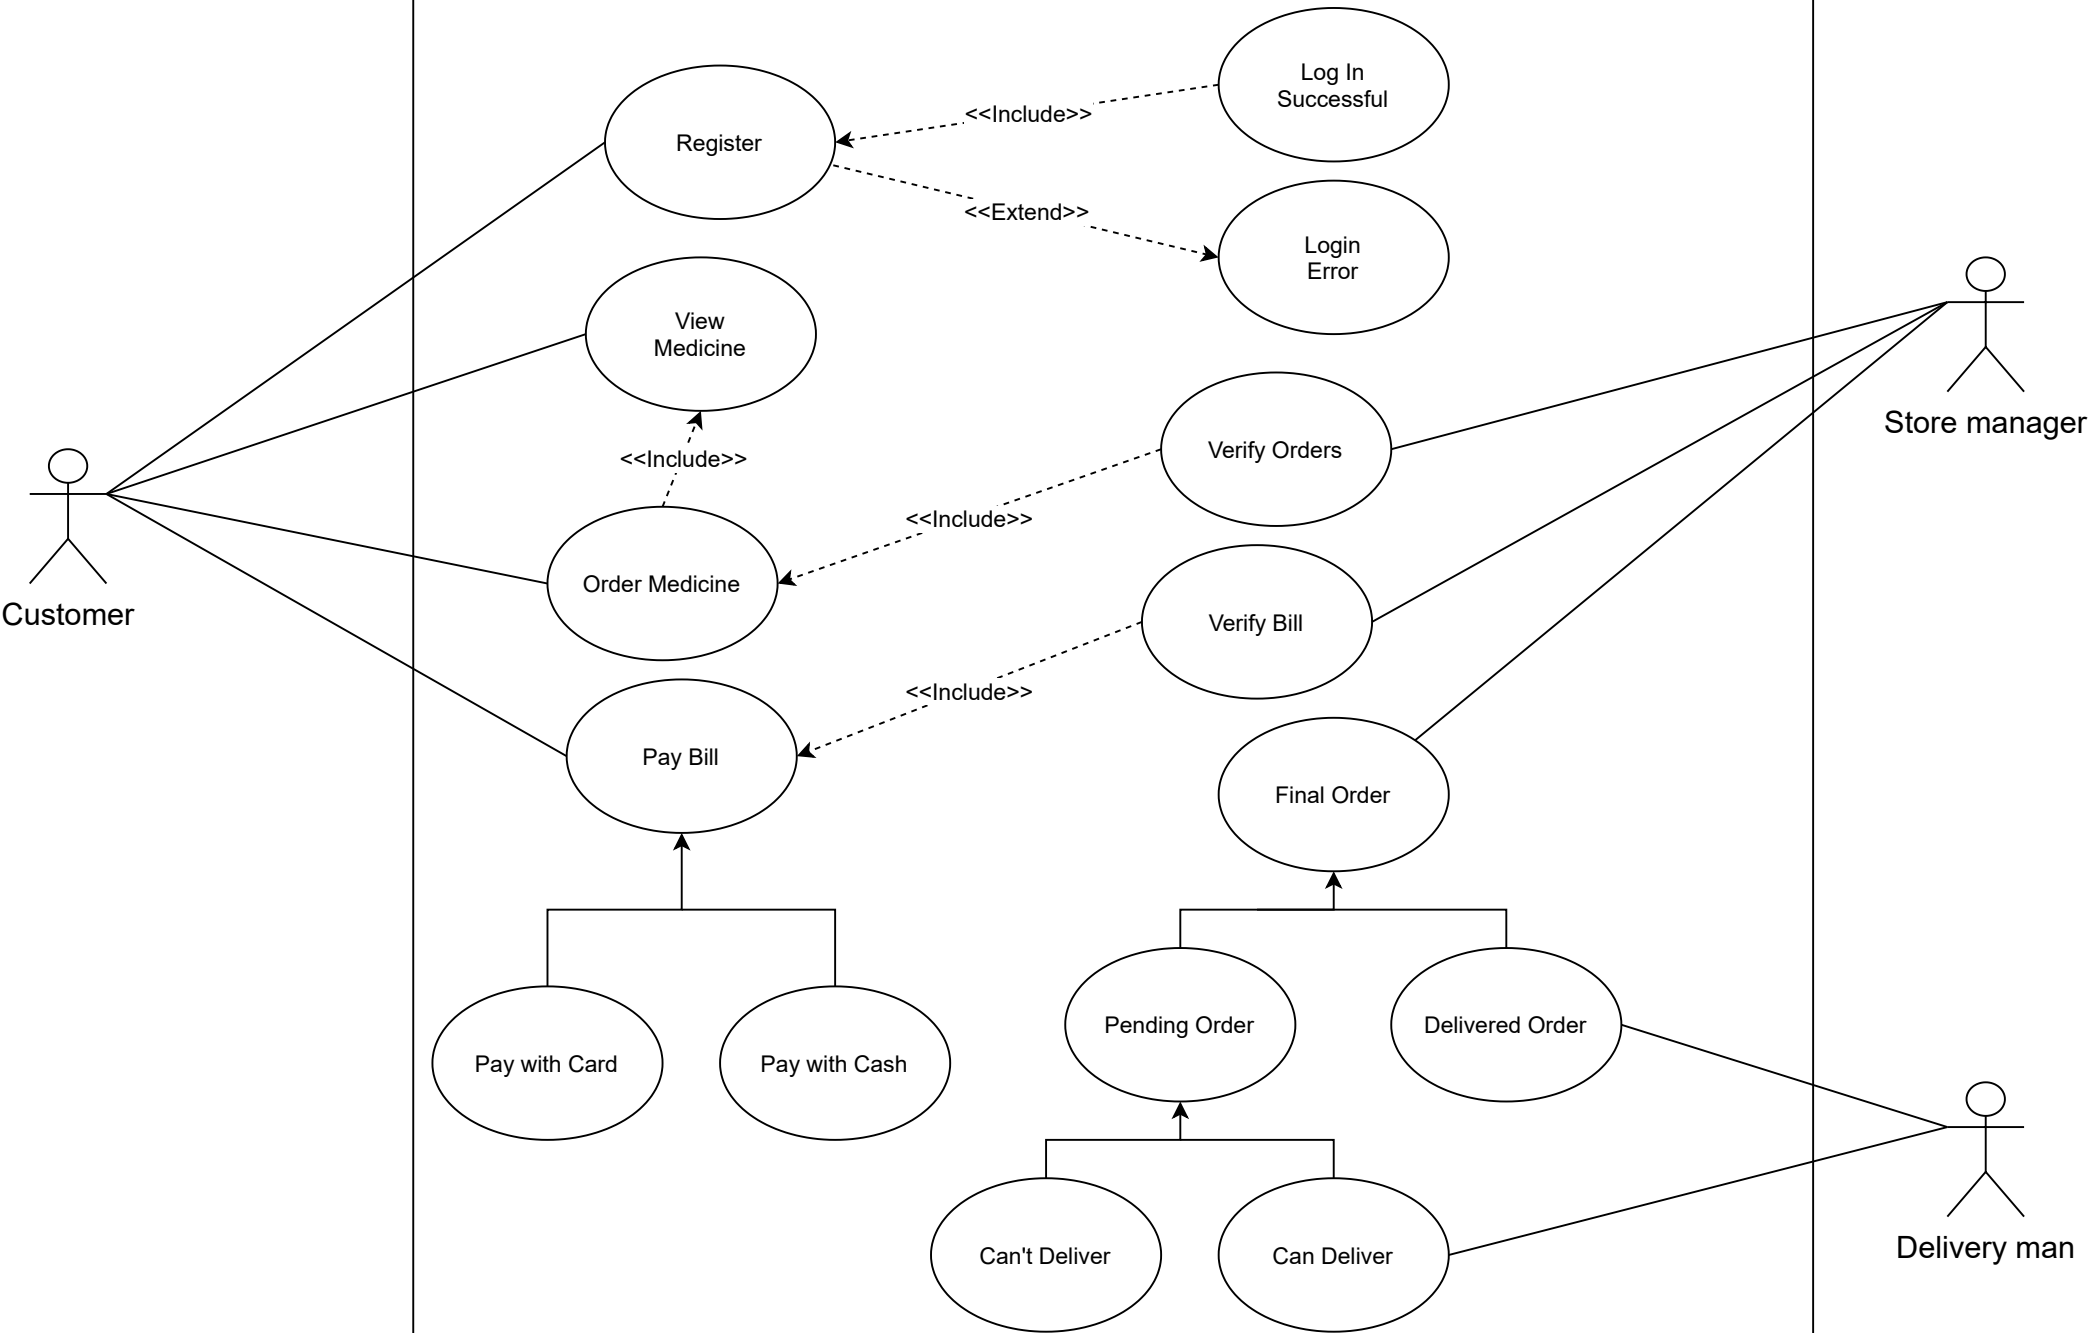 Log In
Successful
<<Include>>
Register
<<Extend>>
Login
Error
View
Medicine
Store manager
Verify Orders
<<Include>>
<<Include>>
Order Medicine
Customer
Verify Bill
<<Include>>
Pay Bill
Final Order
Pending Order
Delivered Order
Pay with Card
Pay with Cash
Delivery man
Can't Deliver
Can Deliver